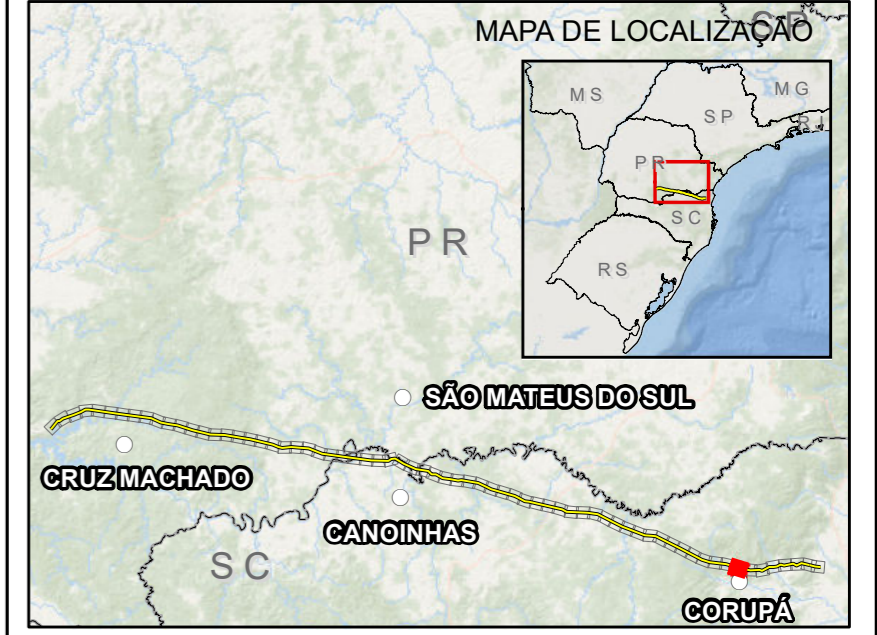 MAPA DE LOCALIZAÇÃO
SP
MS
MG
SP
RJ
PR
SC
RS
PR
SÃO MATEUS DO SUL
CRUZ MACHADO
CANOINHAS
SC
CORUPÁ